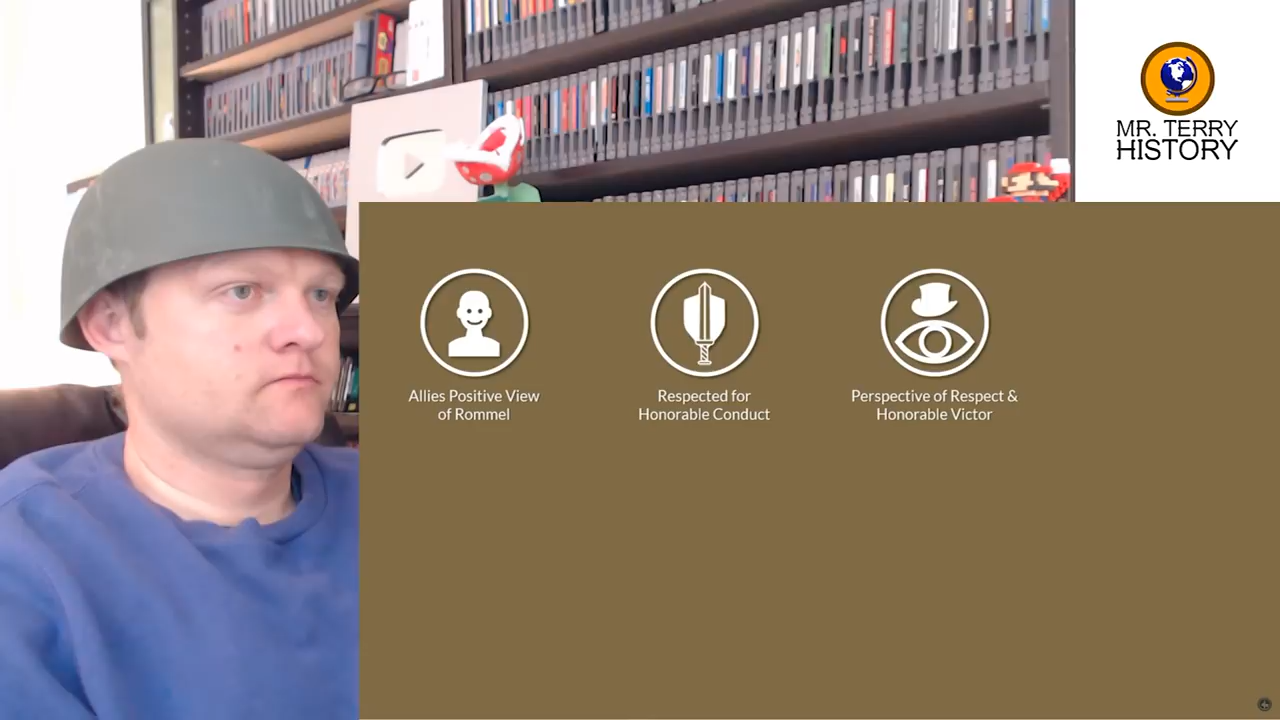 MR. TERRY
HISTORY
Allies Positive View
of Rommel
Respected for
Honorable Conduct
Perspective of Respect &
Honorable Victor